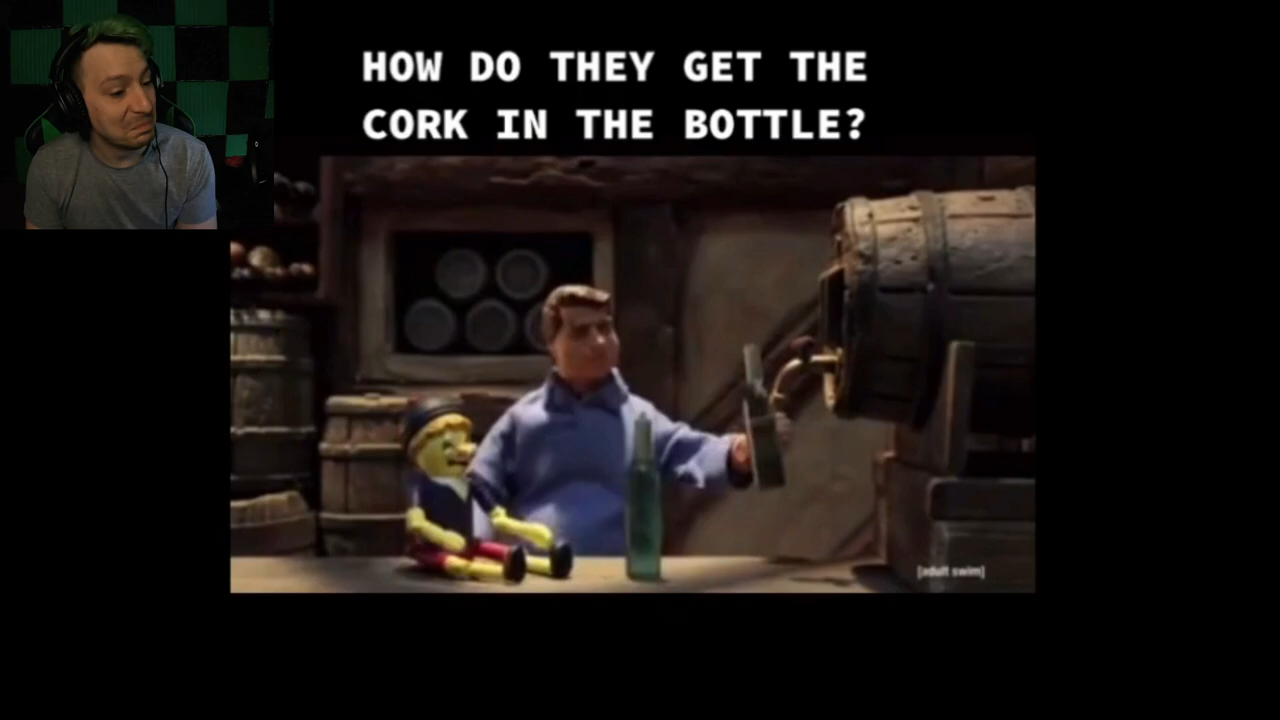 HOW DO THEY GET THE
CORK IN THE BOTTLE?
[adult swim]